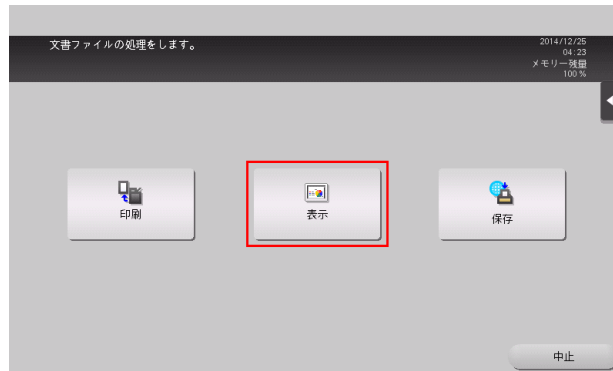 文書ファイルの処理をします。
2014/12/25
04:23
メモリー残量
100 %
印刷
表示
保存
中止